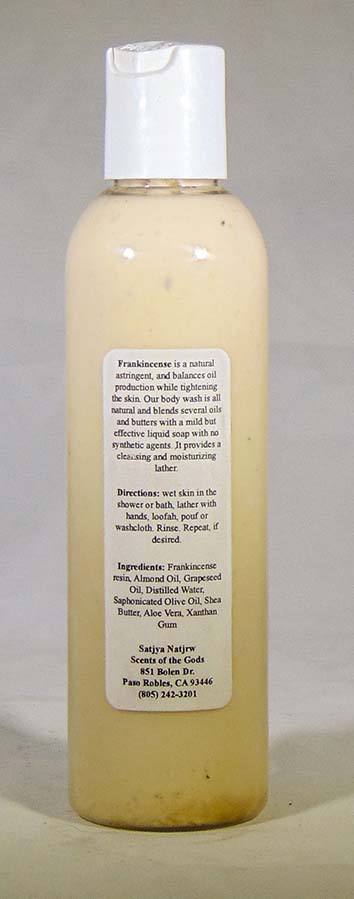 Frankincense is a natural
astringent, and balances oil
production while tightening
the skin. Our body wash is all
natural and blends several oils
and butters with a mild but
effective liquid soap with no
synthetic agents. It provides a
cleansing and moisturizing
lather.
Directions: wet skin in the
shower or bath, lather with
hands, loofah, pouf or
washcloth. Rinse. Repeat, if
desired.
Ingredients: Frankincense
resin, Almond Oil, Grapeseed
Oil, Distilled Water,
Saphonicated Olive Oil, Shea
Butter, Aloe Vera, Xanthan
Gum
Satjya Natjrw
Scents of the Gods
851 Bolen Dr.
Paso Robles, CA 93446
(805) 242-3201